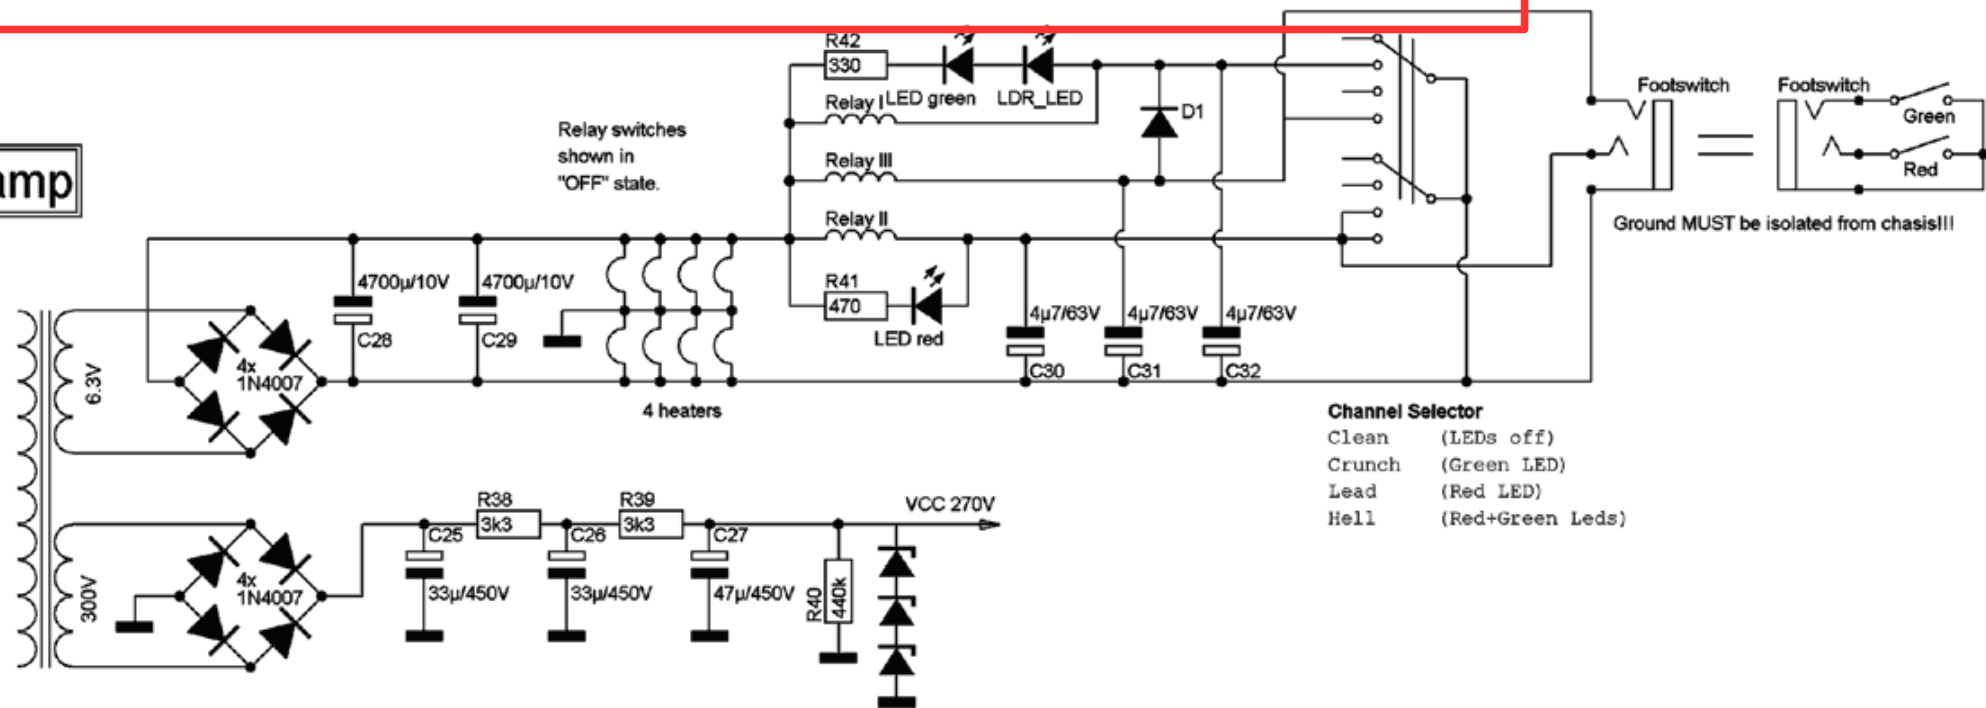 R42
330
LED green
LDR_LED
Relay I
D1
Relay switches
shown in
"OFF" state.
Relay III
Relay II
R41
470
LED red
amp
Footswitch
Footswitch
Green
Red
Ground MUST be isolated from chasis!!!
4700µ/10V
C28
4700µ/10V
C29
4µ7/63V
C30
4µ7/63V
C31
4µ7/63V
C32
6.3V
4x
1N4007
4 heaters
Channel Selector
Clean (LEDs off)
Crunch (Green LED)
Lead (Red LED)
Hell (Red+Green Leds)
300V
4x
1N4007
C25
33µ/450V
R38
3k3
C26
33µ/450V
R39
3k3
C27
47µ/450V
R40
440k
VCC 270V